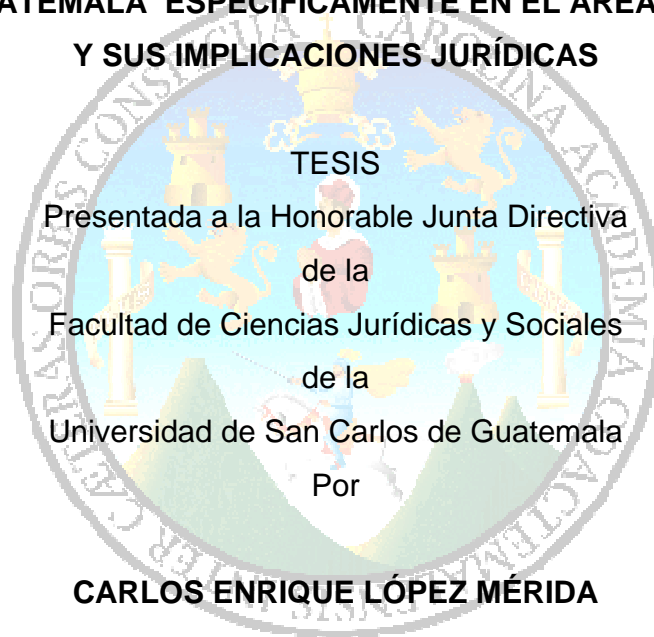 ATEMALA ESPECÍFICAMENTE EN EL ÁREA
Y SUS IMPLICACIONES JURÍDICAS
TESIS
Presentada a la Honorable Junta Directiva
de la
Facultad de Ciencias Jurídicas y Sociales
de la
Universidad de San Carlos de Guatemala
Por
CARLOS ENRIQUE LÓPEZ MÉRIDA